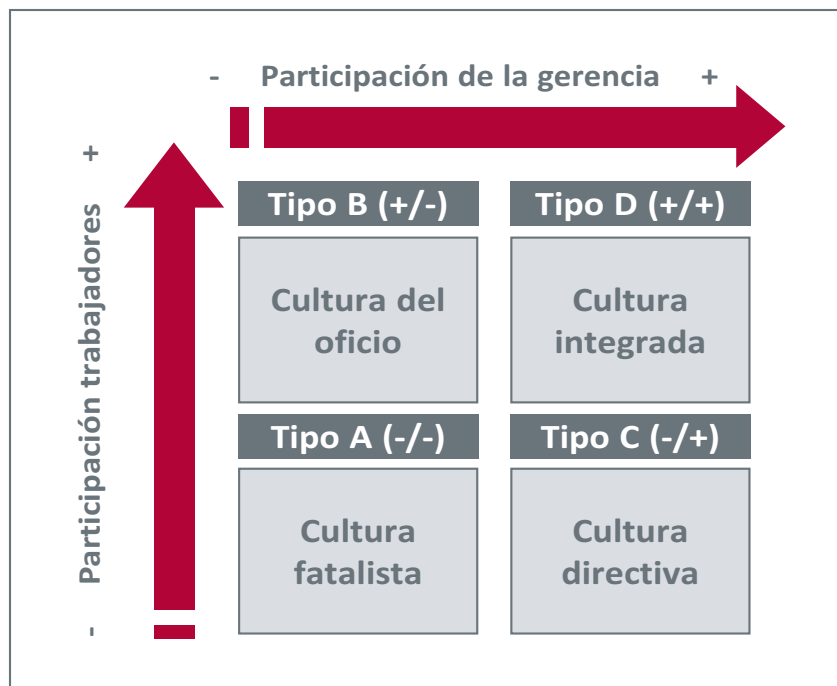 - Participación de la gerencia +
- Participación trabajadores +
Tipo B (+/-)
Tipo D (+/+)
Cultura del
oficio
Cultura
integrada
Tipo A (-/-)
Tipo C (-/+)
Cultura
fatalista
Cultura
directiva